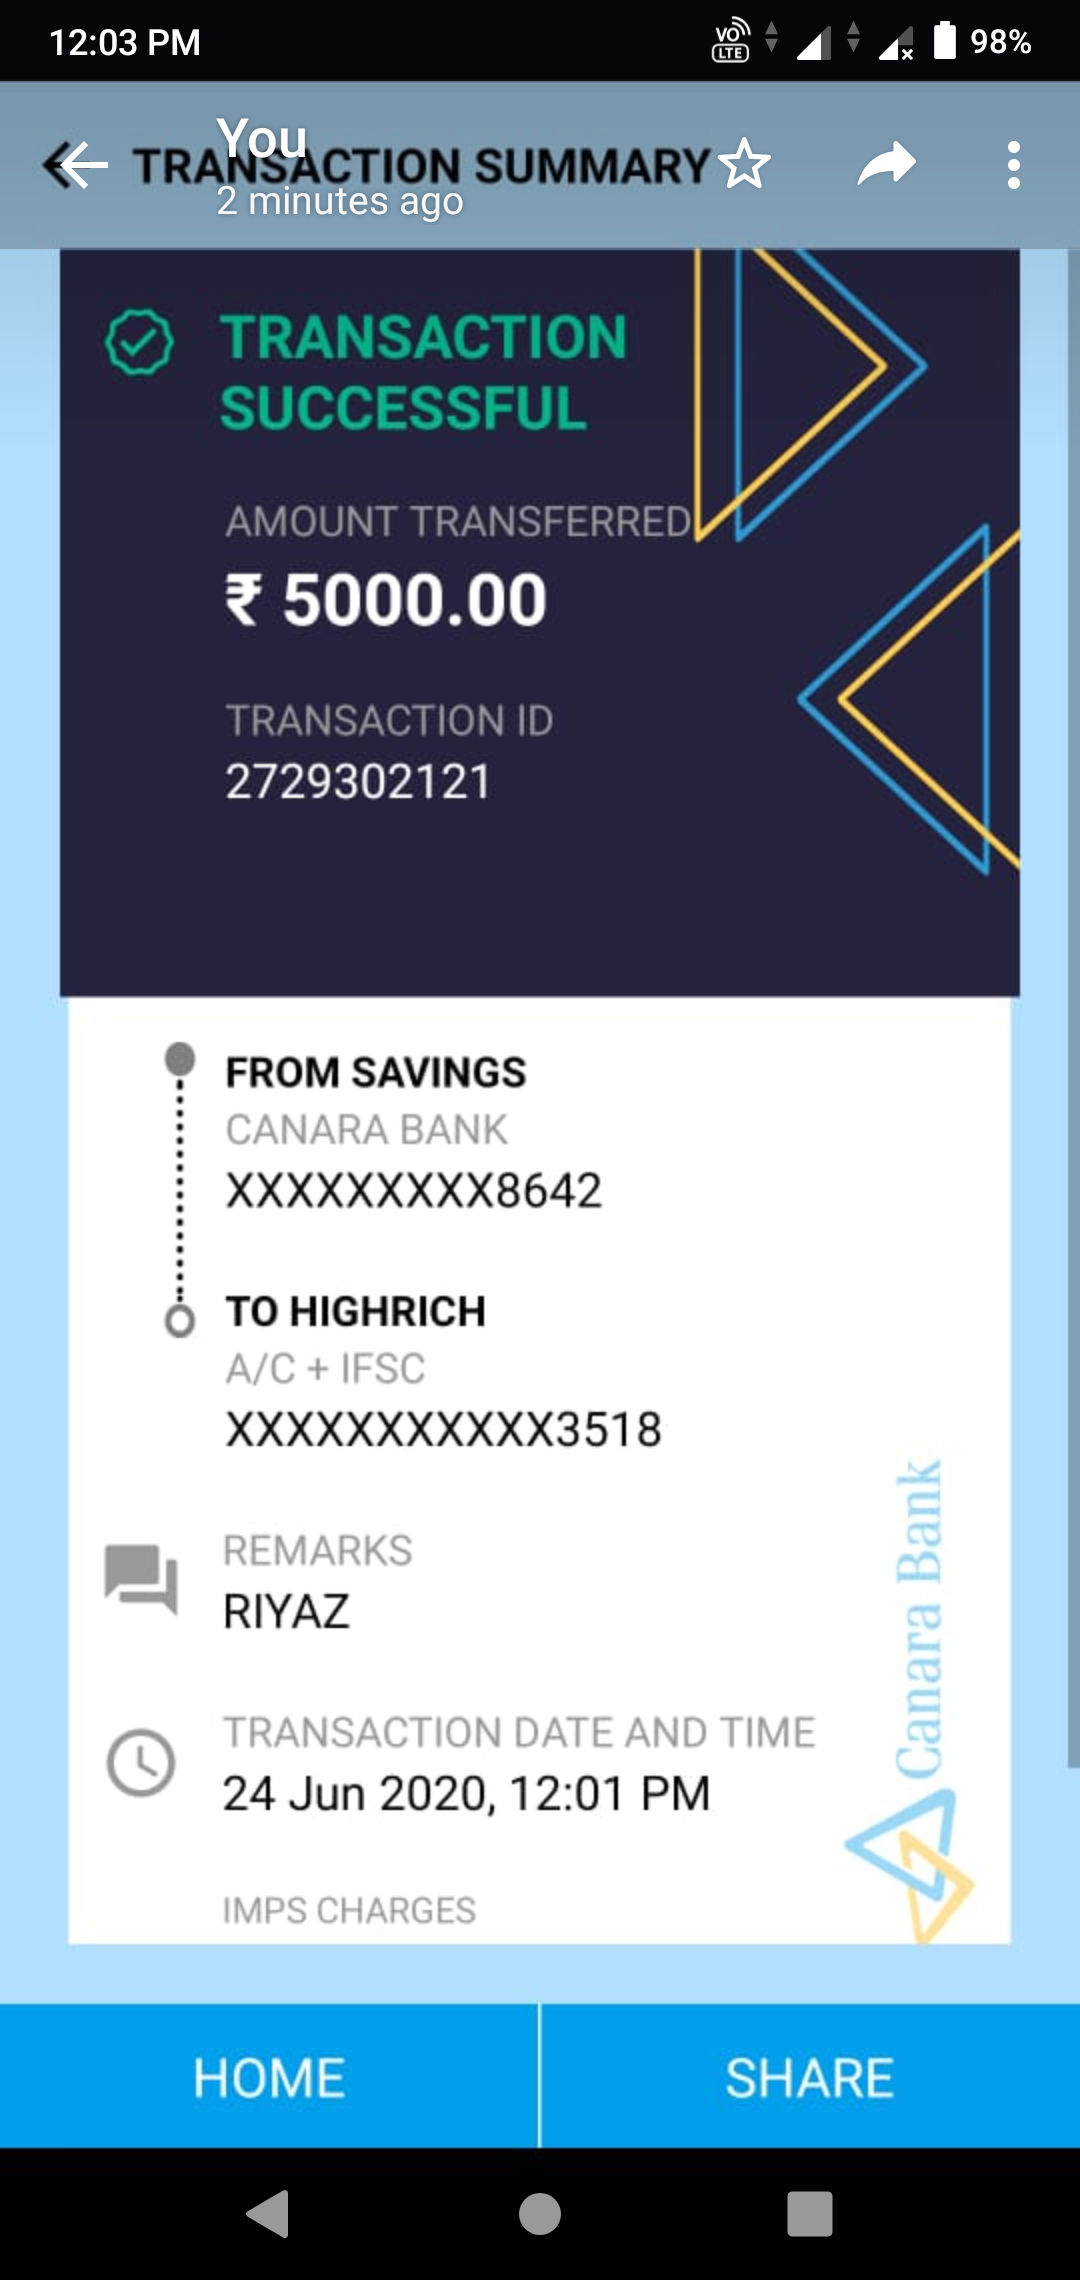 12:03 PM
VO
LTE
98%
You
TRANSACTION SUMMARY
2 minutes ago
TRANSACTION
SUCCESSFUL
AMOUNT TRANSFERRED
₹ 5000.00
TRANSACTION ID
2729302121
FROM SAVINGS
CANARA BANK
XXXXXXXXX8642
TO HIGHRICH
A/C + IFSC
XXXXXXXXXXX3518
REMARKS
RIYAZ
TRANSACTION DATE AND TIME
24 Jun 2020, 12:01 PM
IMPS CHARGES
Canara Bank
HOME
SHARE